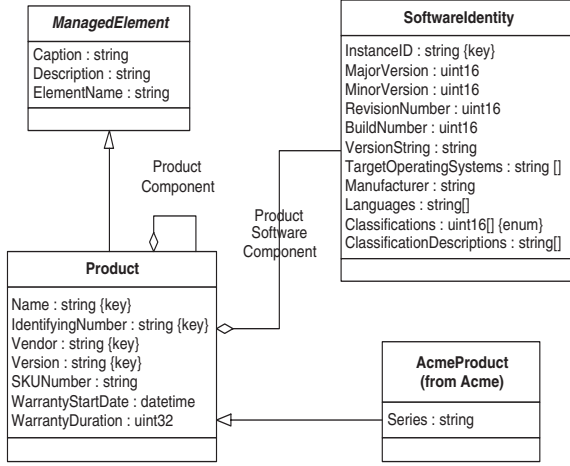 ManagedElement
Caption : string
Description : string
ElementName : string
SoftwareIdentity
InstanceID : string {key}
MajorVersion : uint16
MinorVersion : uint16
RevisionNumber : uint16
BuildNumber : uint16
VersionString : string
TargetOperatingSystems : string []
Manufacturer : string
Languages : string[]
Classifications : uint16[] {enum}
ClassificationDescriptions : string[]
Product
Component
Product
Software
Component
Product
Name : string {key}
IdentifyingNumber : string {key}
Vendor : string {key}
Version : string {key}
SKUNumber : string
WarrantyStartDate : datetime
WarrantyDuration : uint32
AcmeProduct
(from Acme)
Series : string